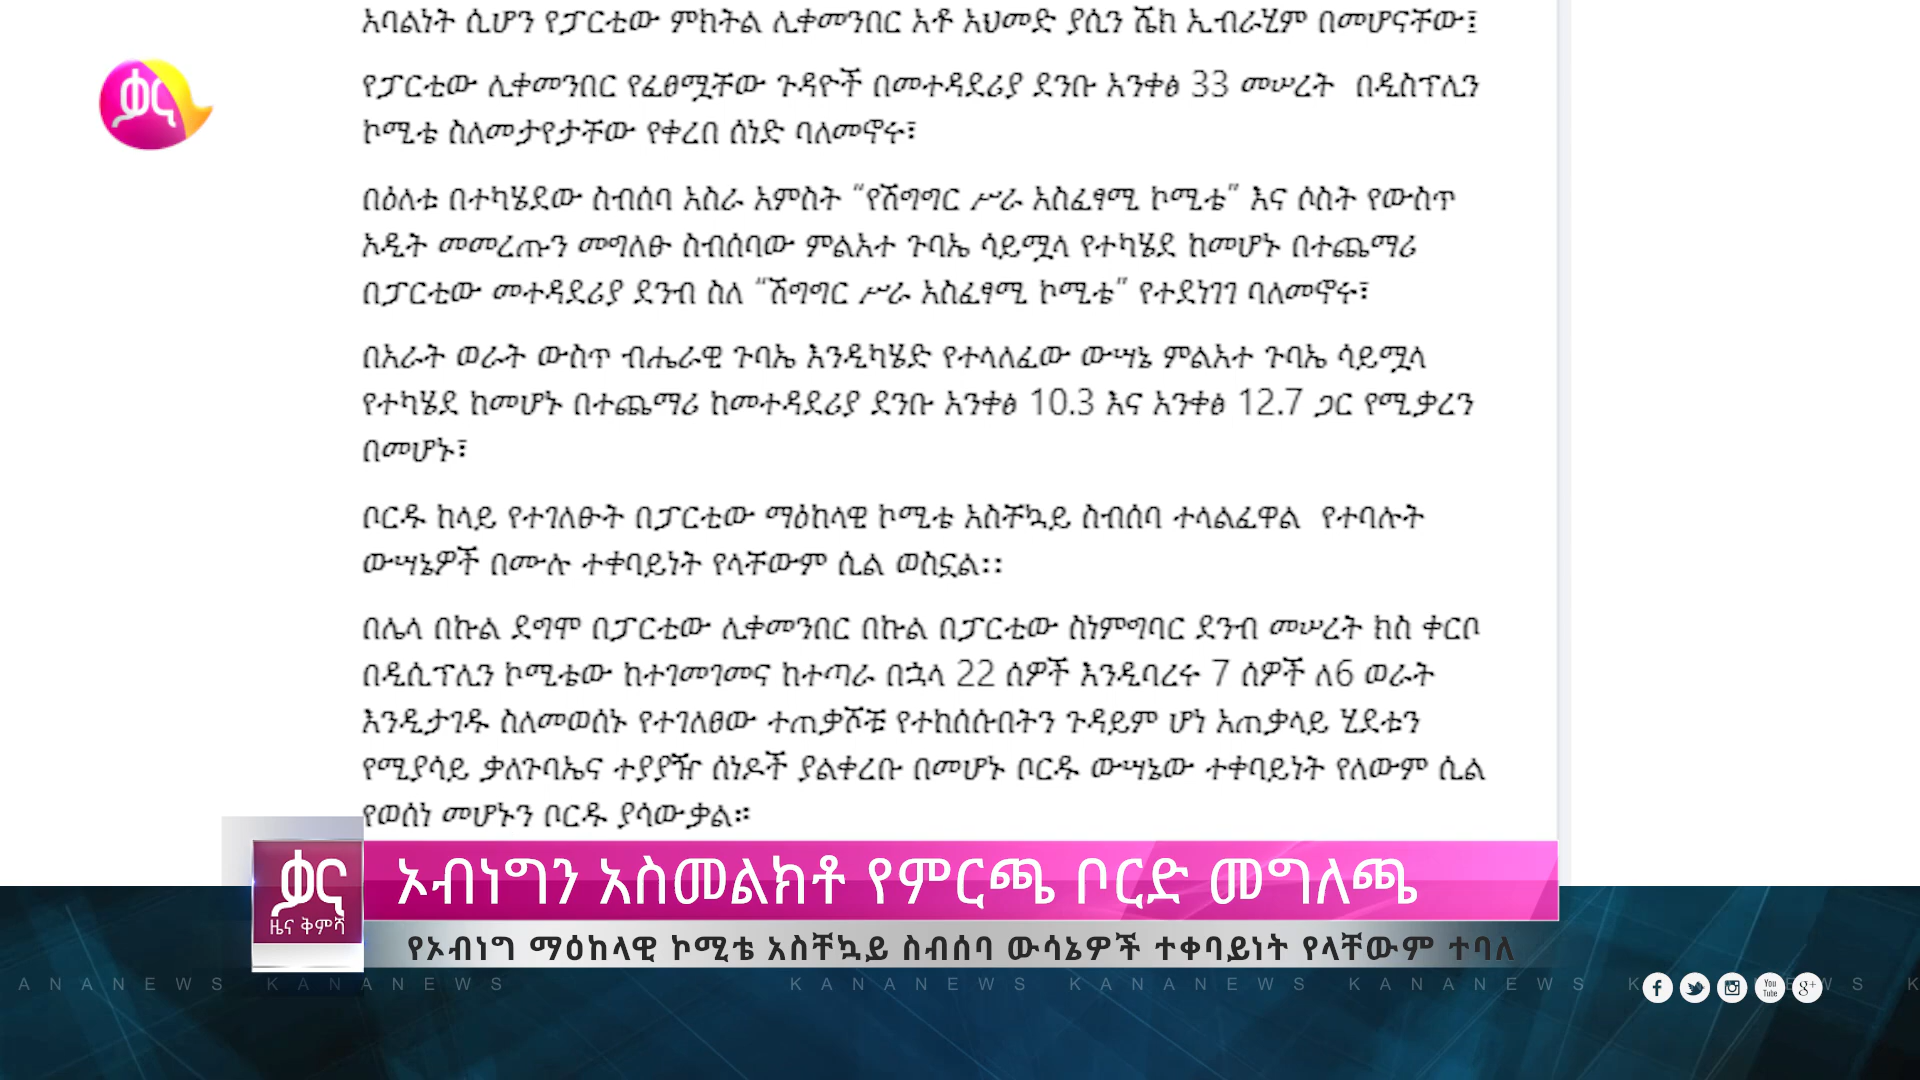 አባልነት ሲሆን የፓርቲው ምክትል ሊቀመንበር አቶ አህመድ ያሲን ሼክ ኢብራሂም በመሆናቸው፤
ቃና
የፓርቲው ሊቀመንበር የፈፀሟቸው ጉዳዮች በመተዳደሪያ ደንቡ አንቀፅ 33 መሠረት በዲስፕሊን
ኮሚቴ ስለመታየታቸው የቀረበ ሰነድ ባለመኖሩ፣
በዕለቱ በተካሄደው ስብሰባ አስራ አምስት “የሽግግር ሥራ አስፈፃሚ ኮሚቴ” እና ሶስት የውስጥ
ኦዲት መመረጡን መግለፁ ስብሰባው ምልአተ ጉባኤ ሳይሟላ የተካሄደ ከመሆኑ በተጨማሪ
በፓርቲው መተዳደሪያ ደንብ ስለ “ሽግግር ሥራ አስፈፃሚ ኮሚቴ” የተደነገገ ባለመኖሩ፣
በአራት ወራት ውስጥ ብሔራዊ ጉባኤ እንዲካሄድ የተላለፈው ውሣኔ ምልአተ ጉባኤ ሳይሟላ
የተካሄደ ከመሆኑ በተጨማሪ ከመተዳደሪያ ደንቡ አንቀፅ 10.3 እና አንቀፅ 12.7 ጋር የሚቃረን
በመሆኑ፣
ቦርዱ ከላይ የተገለፁት በፓርቲው ማዕከላዊ ኮሚቴ አስቸኳይ ስብሰባ ተላልፈዋል የተባሉት
ውሣኔዎች በሙሉ ተቀባይነት የላቸውም ሲል ወስኗል፡፡
በሌላ በኩል ደግሞ በፓርቲው ሊቀመንበር በኩል በፓርቲው ስነምግባር ደንብ መሠረት ክስ ቀርቦ
በዲሲፕሊን ኮሚቴው ከተገመገመና ከተጣራ በኋላ 22 ሰዎች እንዲባረሩ 7 ሰዎች ለ6 ወራት
እንዲታገዱ ስለመወሰኑ የተገለፀው ተጠቃሾቹ የተከሰሱበትን ጉዳይም ሆነ አጠቃላይ ሂደቱን
የሚያሳይ ቃለጉባኤና ተያያዥ ሰነዶች ያልቀረቡ በመሆኑ ቦርዱ ውሣኔው ተቀባይነት የለውም ሲል
የወሰነ መሆኑን ቦርዱ ያሳውቃል።
ቃና
ዜና ቅምሻ
ኦብነግን አስመልክቶ የምርጫ ቦርድ መግለጫ
የኦብነግ ማዕከላዊ ኮሚቴ አስቸኳይ ስብሰባ ውሳኔዎች ተቀባይነት የላቸውም ተባለ
ANANEWS KANANEWS KANANEWS KANANEWS KANANEWS K
You Tube
g+